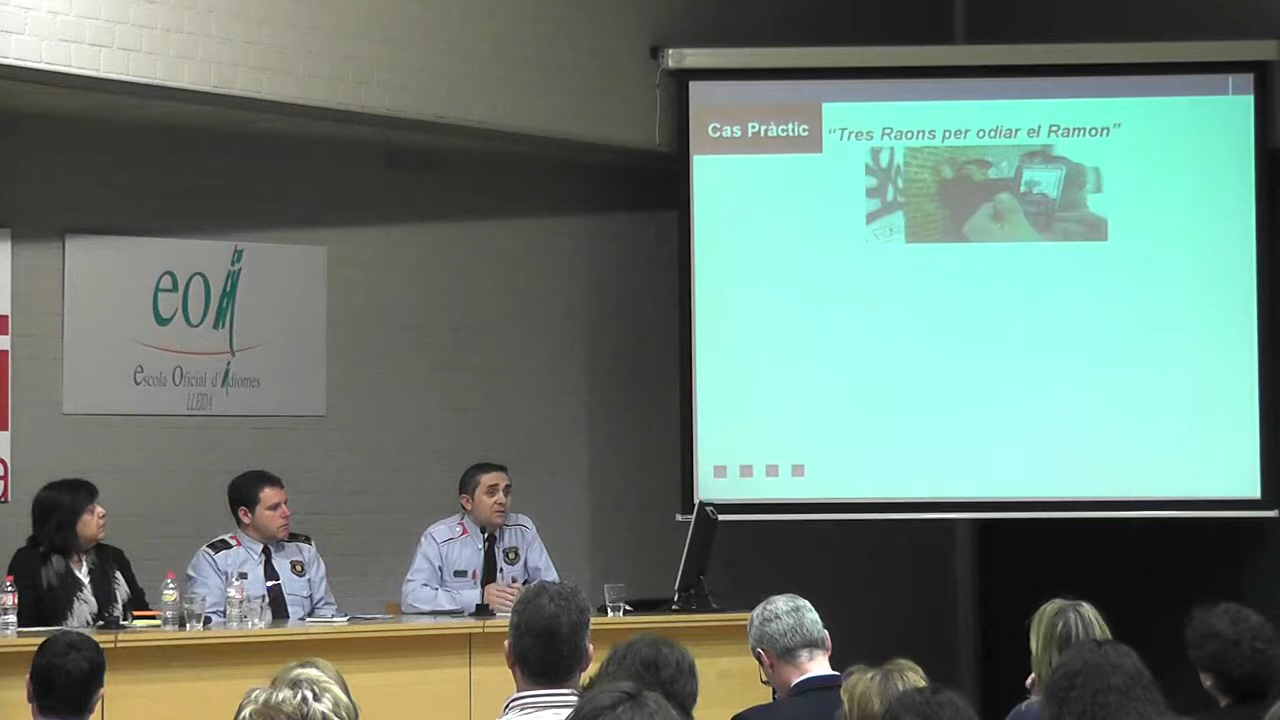 Cas Pràctic
“Tres Raons per odiar el Ramon”
eoi
escola Oficial d'idiomes
LLEIDA